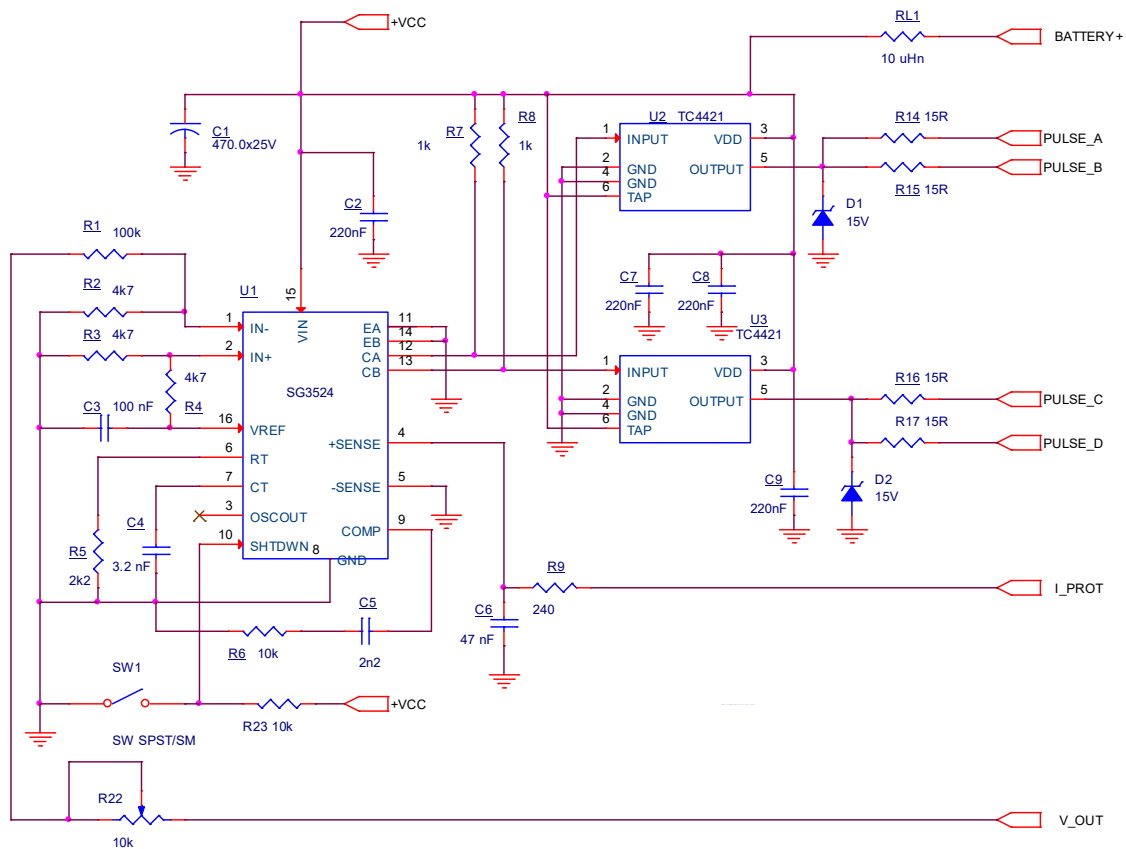 +VCC
RL1
10 uHn
BATTERY+
C1
470.0x25V
R7
1k
R8
1k
U2 TC4421
1 INPUT
2 GND
4 GND
6 TAP
VDD 3
OUTPUT 5
R14 15R
PULSE_A
R15 15R
PULSE_B
D1
15V
C2
220nF
R1 100k
R2 4k7
R3 4k7
4k7
R4
C3 100 nF
U1
SG3524
15
VIN
1 IN-
2 IN+
16 VREF
6 RT
7 CT
3 OSCOUT
10 SHTDWN
8
GND
EA 11
EB 14
CA 12
CB 13
+SENSE 4
-SENSE 5
COMP 9
C7
220nF
C8
220nF
U3
TC4421
1 INPUT
2 GND
4 GND
6 TAP
VDD 3
OUTPUT 5
R16 15R
PULSE_C
R17 15R
PULSE_D
C9
220nF
D2
15V
C4
3.2 nF
R5
2k2
R6 10k
C5
2n2
C6
47 nF
R9
240
I_PROT
SW1
SW SPST/SM
R23 10k
+VCC
R22
10k
V_OUT